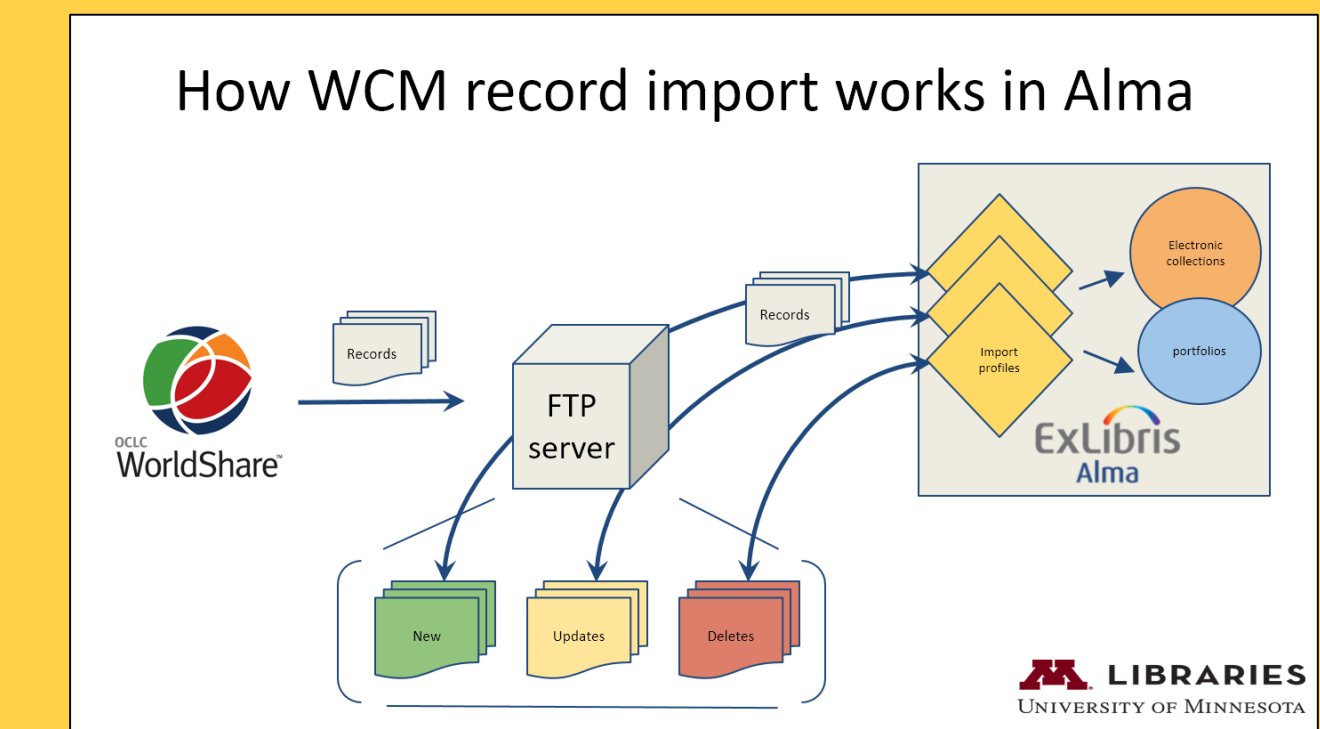 How WCM record import works in Alma
OCLC
WorldShare™
Records
FTP
server
Records
Import
profiles
Electronic
collections
portfolios
ExLibris
Alma
New
Updates
Deletes
LIBRARIES
UNIVERSITY OF MINNESOTA